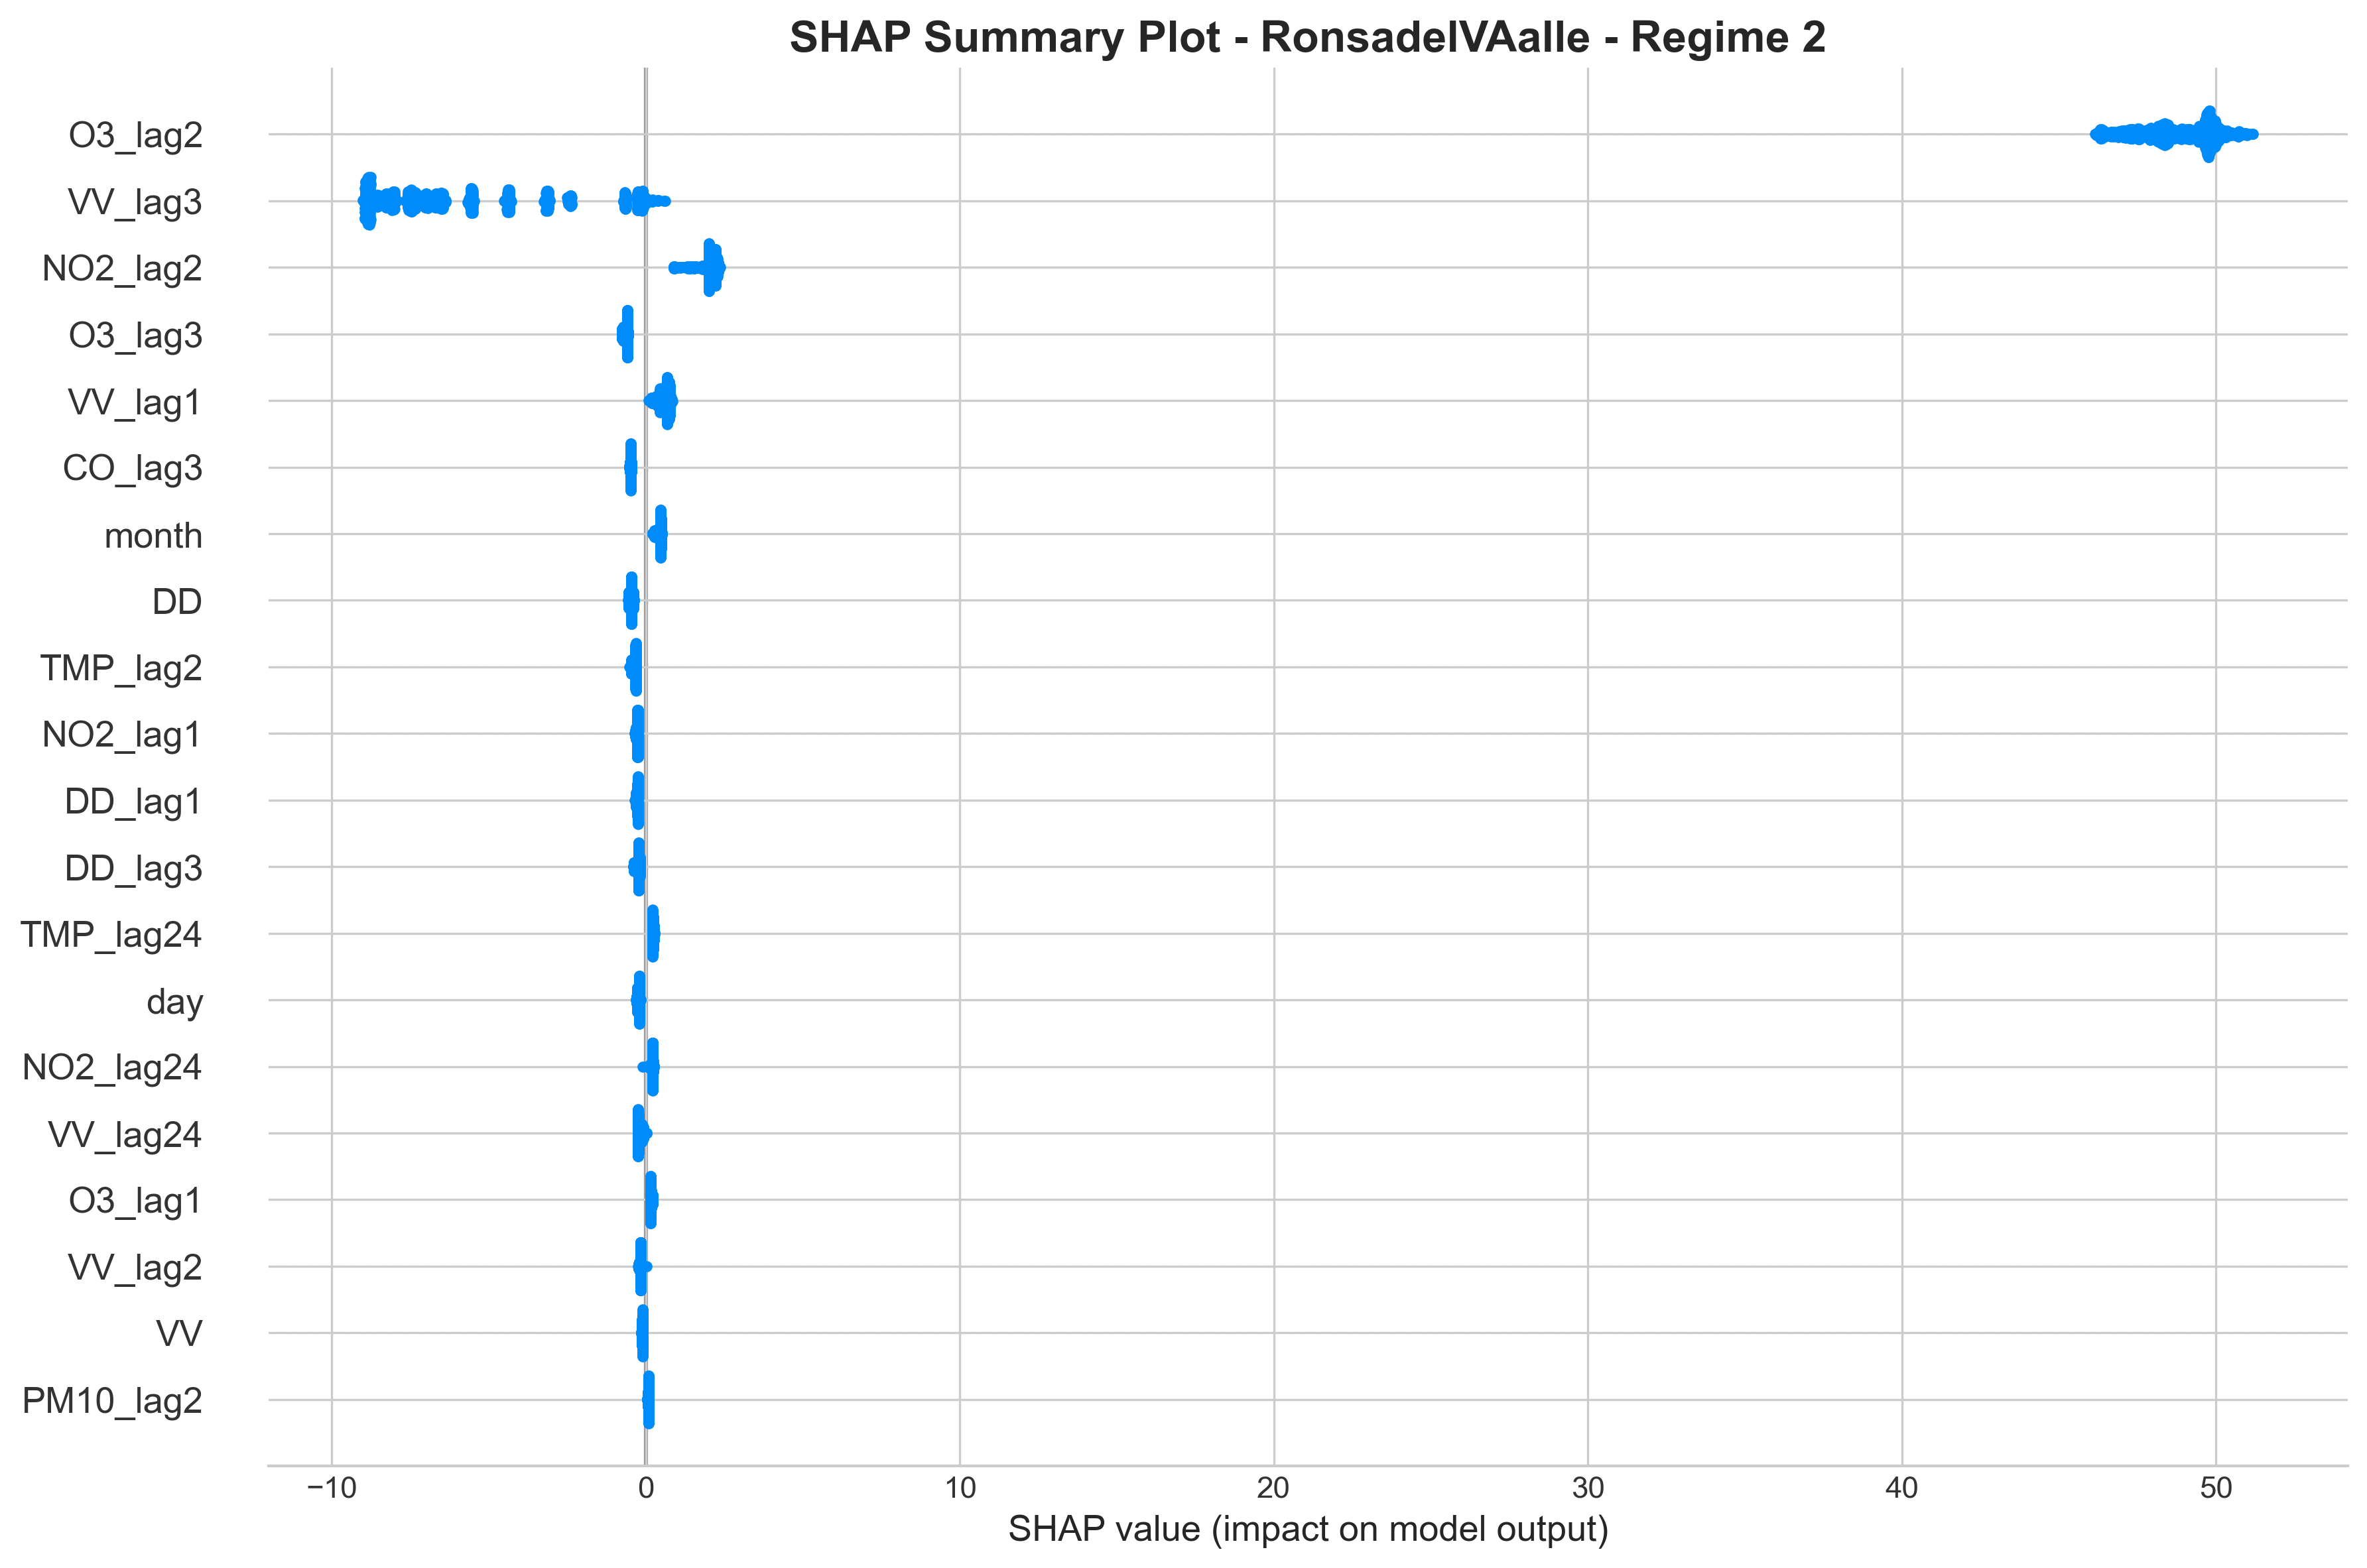 SHAP Summary Plot - RonsadelVAalle - Regime 2
O3_lag2
VV_lag3
NO2_lag2
O3_lag3
VV_lag1
CO_lag3
month
DD
TMP_lag2
NO2_lag1
DD_lag1
DD_lag3
TMP_lag24
day
NO2_lag24
VV_lag24
O3_lag1
VV_lag2
VV
PM10_lag2
−10 0 10 20 30 40 50
SHAP value (impact on model output)